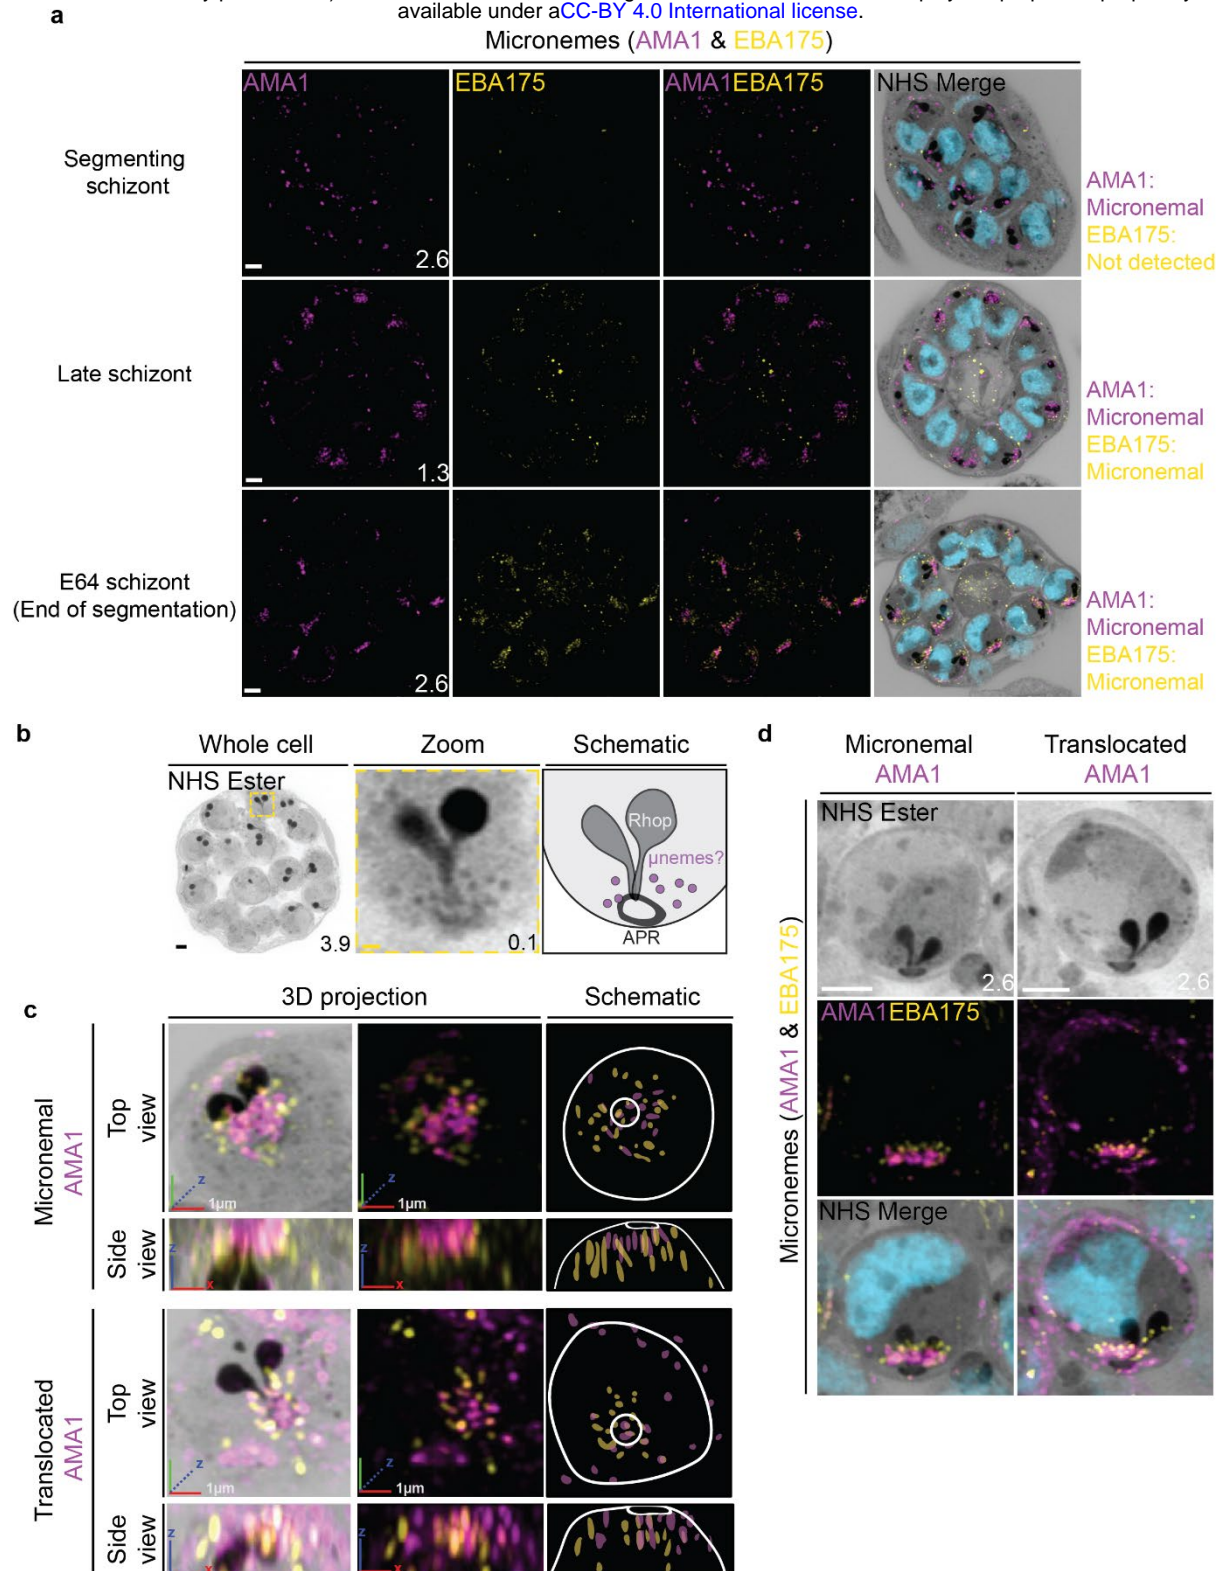 available under aCC-BY 4.0 International license.
a
Micronemes (AMA1 & EBA175)
AMA1
EBA175
AMA1EBA175
NHS Merge
Segmenting
schizont
2.6
AMA1:
Micronemal
EBA175:
Not detected
Late schizont
1.3
AMA1:
Micronemal
EBA175:
Micronemal
E64 schizont
(End of segmentation)
2.6
AMA1:
Micronemal
EBA175:
Micronemal
b
Whole cell
Zoom
Schematic
NHS Ester
3.9
0.1
Rhop
µnemes?
APR
c
3D projection
Schematic
Micronemal
AMA1
Top
view
z
1µm
z
1µm
Side
view
z
x
z
x
Translocated
AMA1
Top
view
z
1µm
z
1µm
Side
view
z
x
z
x
d
Micronemal
AMA1
Translocated
AMA1
Micronemes (AMA1 & EBA175)
NHS Ester
2.6
2.6
AMA1EBA175
NHS Merge